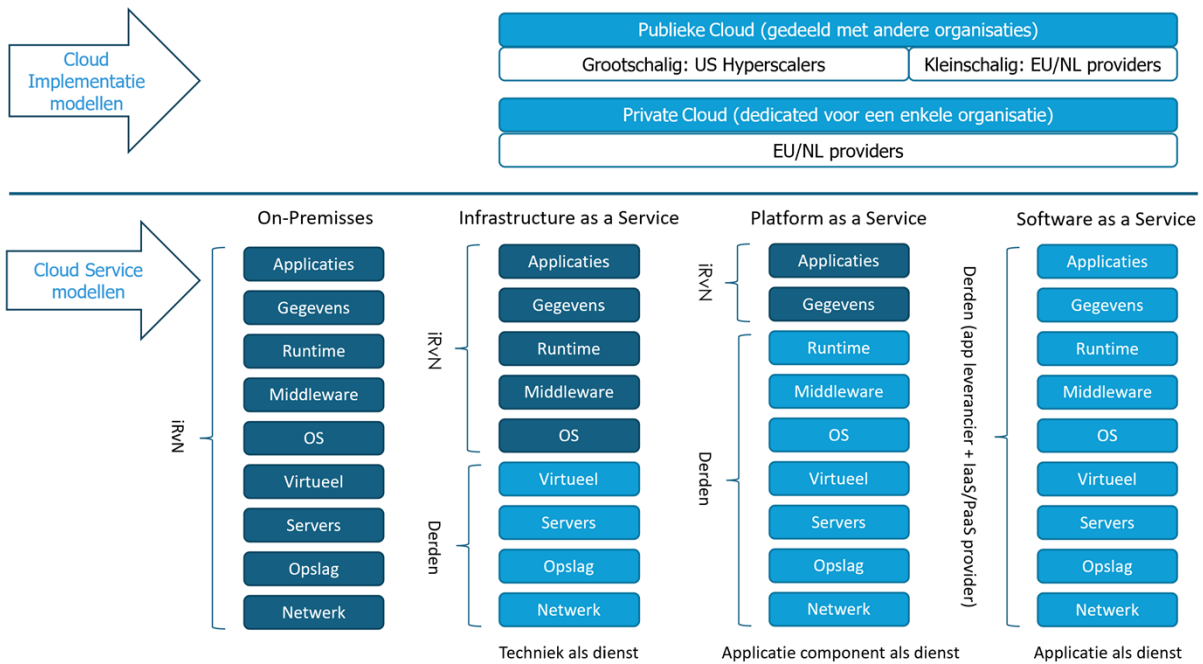 Cloud
Implementatie
modellen
Publieke Cloud (gedeeld met andere organisaties)
Grootschalig: US Hyperscalers
Kleinschalig: EU/NL providers
Private Cloud (dedicated voor een enkele organisatie)
EU/NL providers
Cloud Service
modellen
On-Premisses
iRvN
Applicaties
Gegevens
Runtime
Middleware
OS
Virtueel
Servers
Opslag
Netwerk
Infrastructure as a Service
iRvN
Applicaties
Gegevens
Runtime
Middleware
OS
Derden
Virtueel
Servers
Opslag
Netwerk
Techniek als dienst
Platform as a Service
iRvN
Applicaties
Gegevens
Derden
Runtime
Middleware
OS
Virtueel
Servers
Opslag
Netwerk
Applicatie component als dienst
Software as a Service
Derden (app leverancier + IaaS/PaaS provider)
Applicaties
Gegevens
Runtime
Middleware
OS
Virtueel
Servers
Opslag
Netwerk
Applicatie als dienst